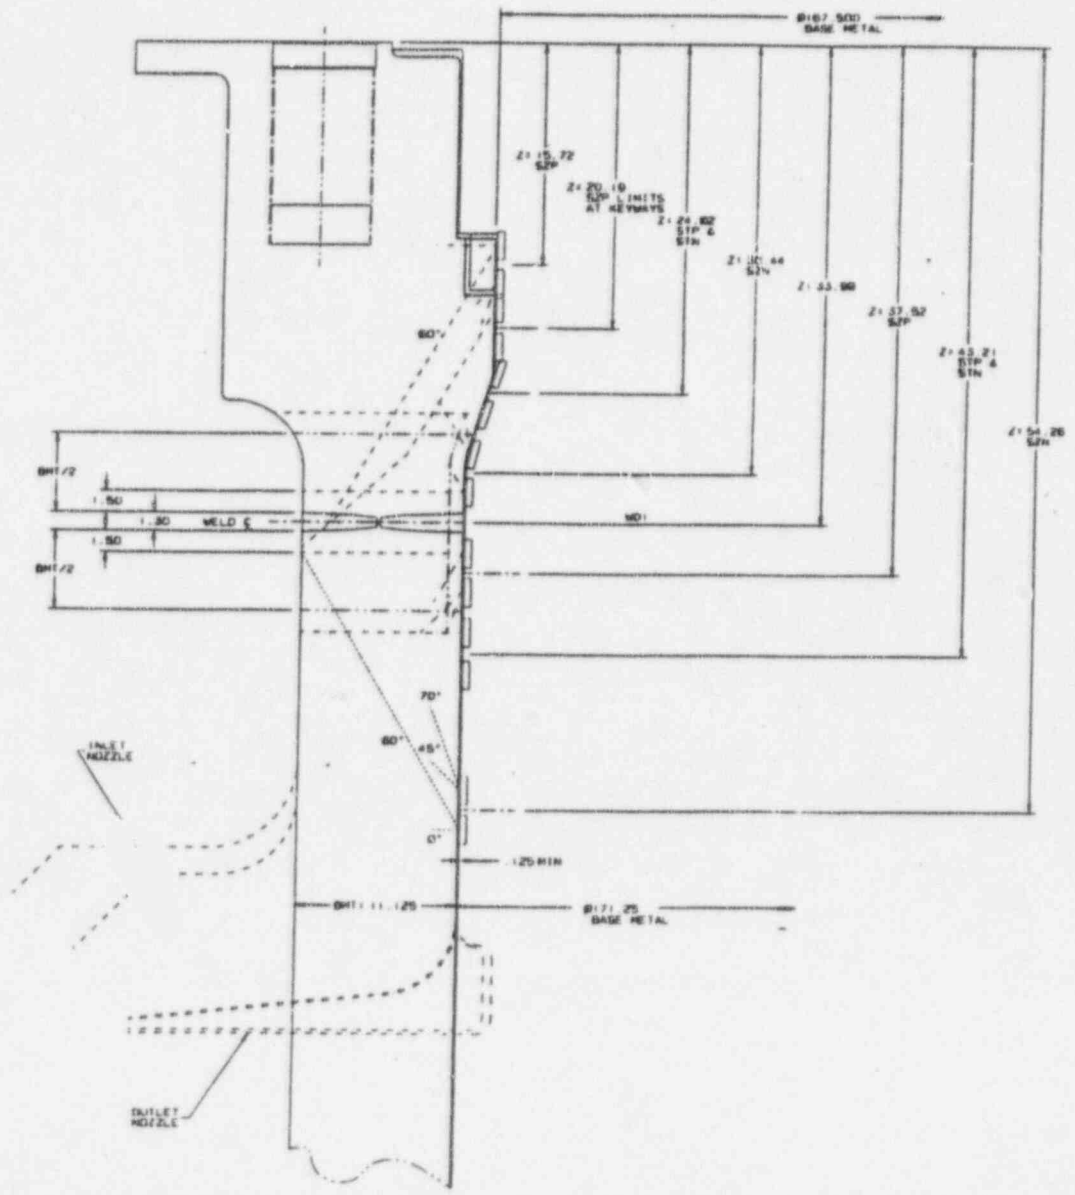 Ø167.500
BASE METAL
Z=15.72
SZP
Z=20.19
SZP LIMITS
AT KEYWAYS
Z=24.82
STP &
STN
Z=30.44
SZN
Z=33.98
Z=37.52
SZP
Z=43.21
STP &
STN
Z=54.26
SZN
60°
BMT/2
1.50
1.30
WELD ₵
WD1
1.50
BMT/2
70°
60°
45°
INLET
NOZZLE
0°
.125 MIN
BMT: 11.125
Ø171.25
BASE METAL
OUTLET
NOZZLE